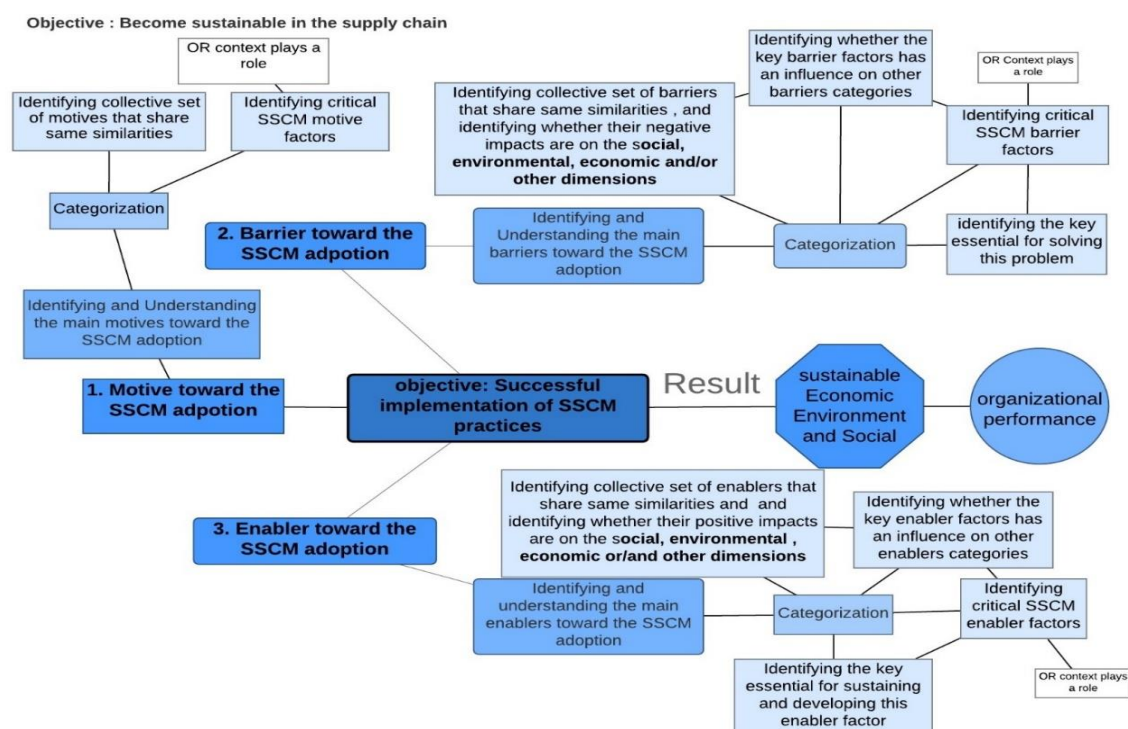 Objective : Become sustainable in the supply chain
OR context plays a
role
Identifying collective set
of motives that share
same similarities
Identifying critical
SSCM motive
factors
Categorization
Identifying and Understanding
the main motives toward the
SSCM adoption
1. Motive toward the
SSCM adpotion
2. Barrier toward the
SSCM adpotion
Identifying and
Understanding the main
barriers toward the SSCM
adoption
Identifying collective set of barriers
that share same similarities , and
identifying whether their negative
impacts are on the social,
environmental, economic and/or
other dimensions
Identifying whether the
key barrier factors has
an influence on other
barriers categories
OR Context plays
a role
Identifying critical
SSCM barrier
factors
Categorization
identifying the key
essential for solving
this problem
objective: Successful
implementation of SSCM
practices
Result
sustainable
Economic
Environment
and Social
organizational
performance
3. Enabler toward the
SSCM adoption
Identifying and
understanding the main
enablers toward the SSCM
adoption
Identifying collective set of enablers that
share same similarities and  and
identifying whether their positive impacts
are on the social, environmental ,
economic or/and other dimensions
Identifying whether the
key enabler factors has
an influence on other
enablers categories
Categorization
Identifying
critical SSCM
enabler factors
Identifying the key
essential for sustaining
and developing this
enabler factor
OR context plays
a role